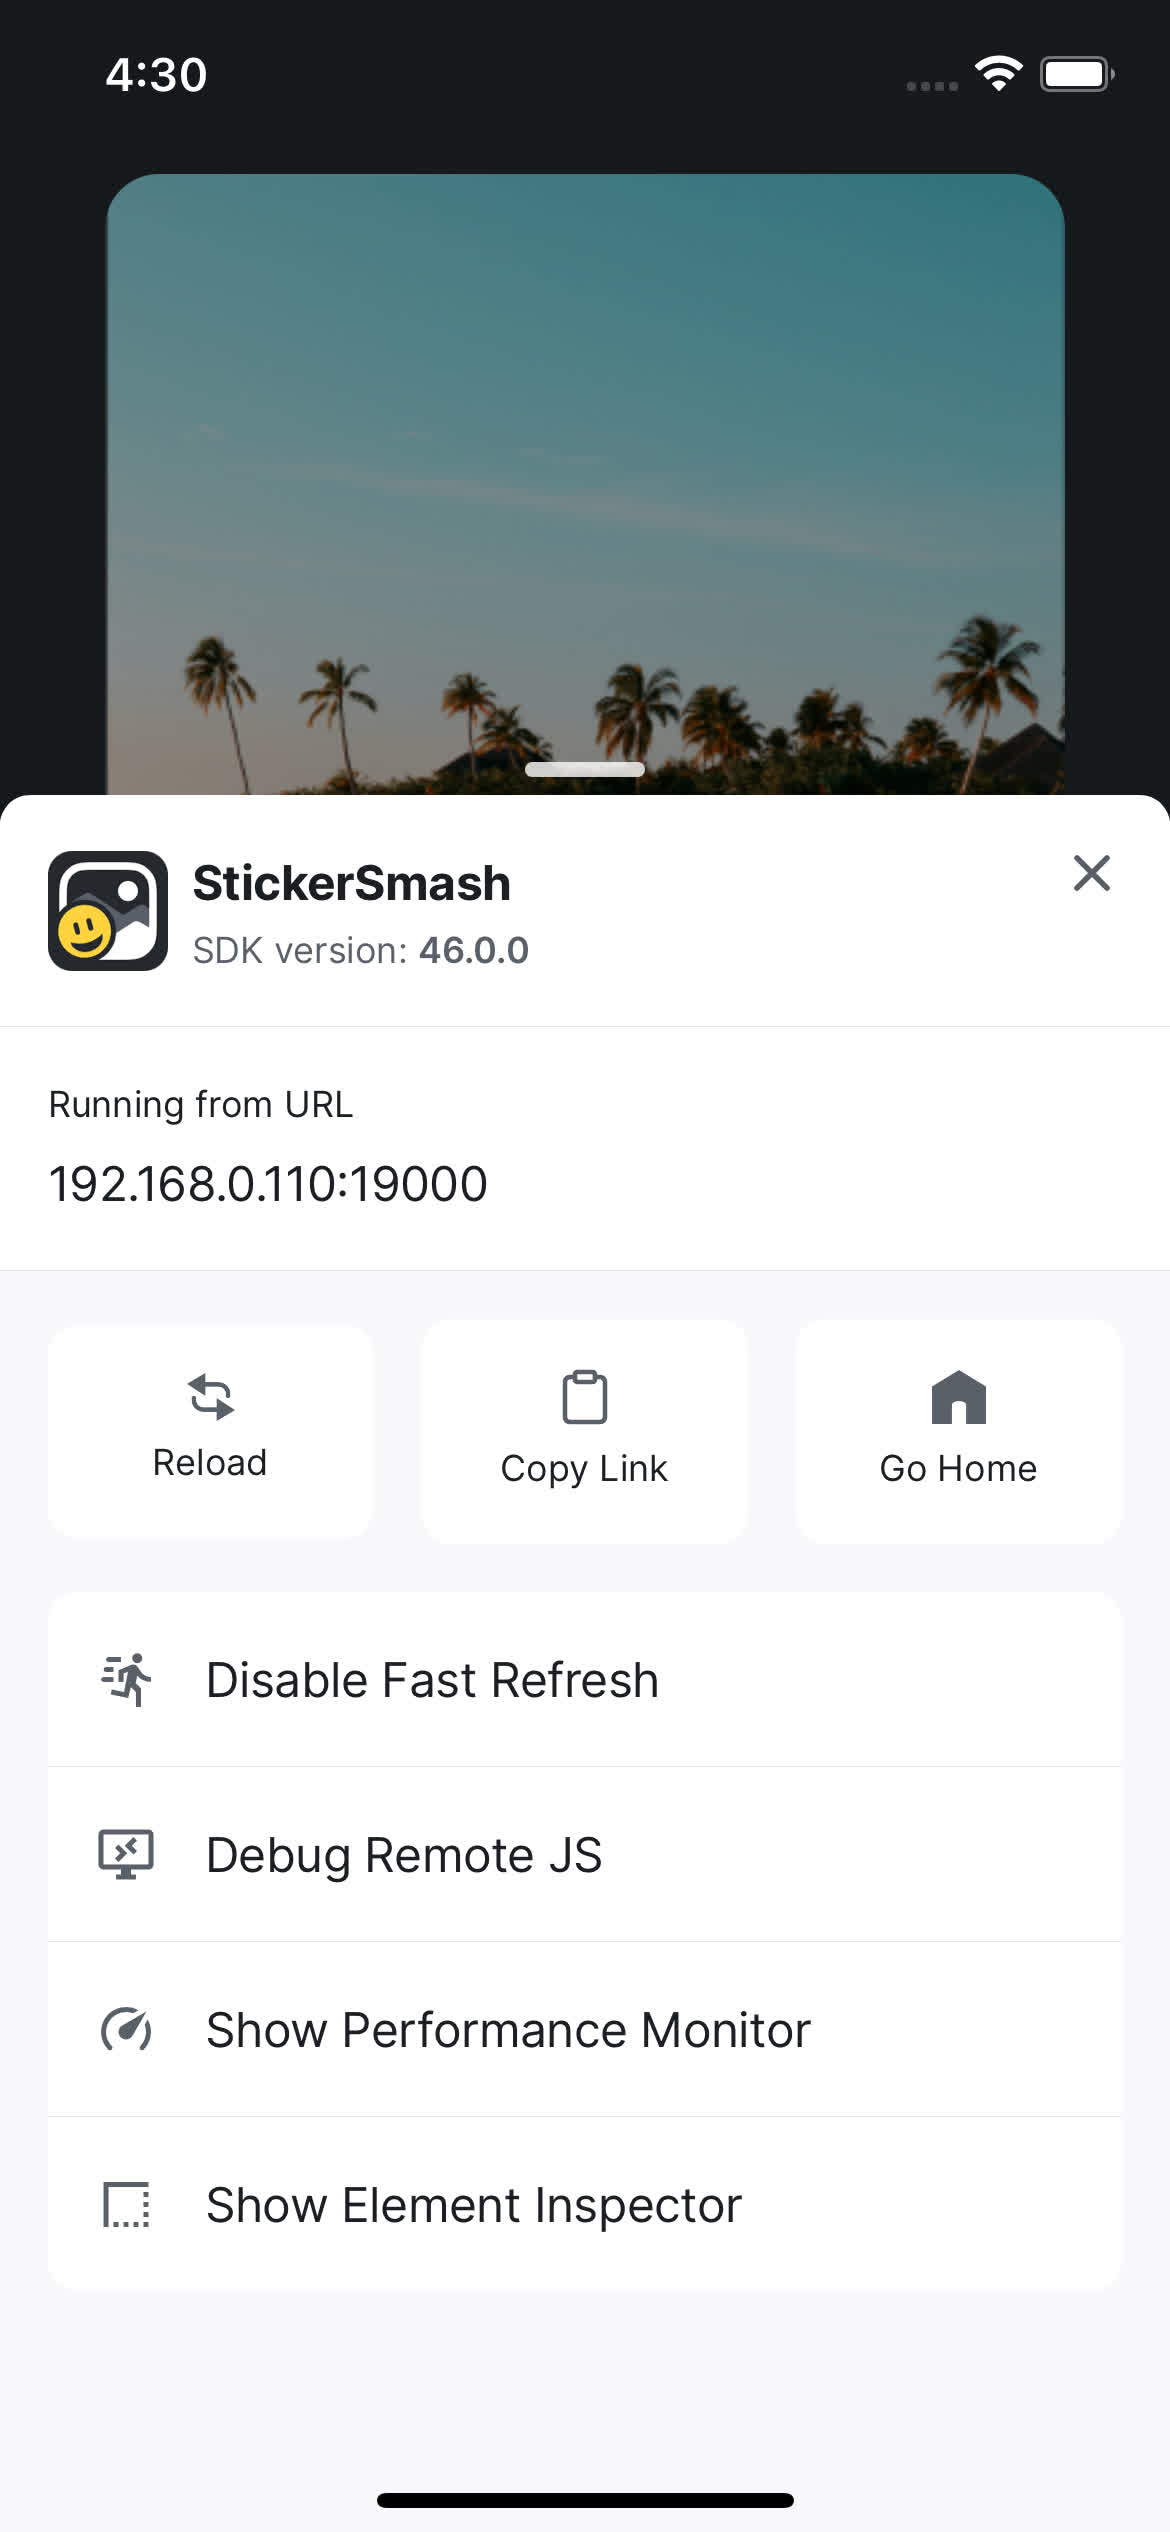 4:30
StickerSmash
SDK version: 46.0.0
Running from URL
192.168.0.110:19000
Reload
Copy Link
Go Home
Disable Fast Refresh
Debug Remote JS
Show Performance Monitor
Show Element Inspector